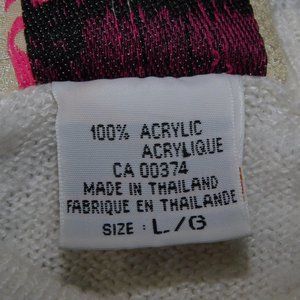 100% ACRYLIC
ACRYLIQUE
CA 00374
MADE IN THAILAND
FABRIQUE EN THAILANDE
SIZE : L/G